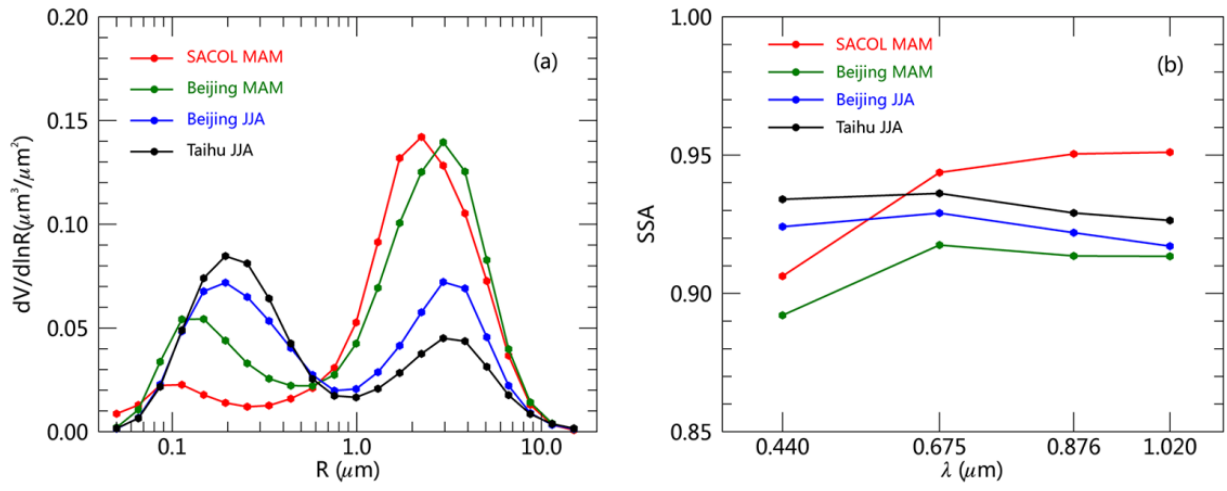 (a)
SACOL MAM
Beijing MAM
Beijing JJA
Taihu JJA
dV/dlnR(μm³/μm²)
0.20
0.15
0.10
0.05
0.00
0.1
1.0
10.0
R (μm)
(b)
SACOL MAM
Beijing MAM
Beijing JJA
Taihu JJA
SSA
1.00
0.95
0.90
0.85
0.440
0.675
0.876
1.020
λ (μm)